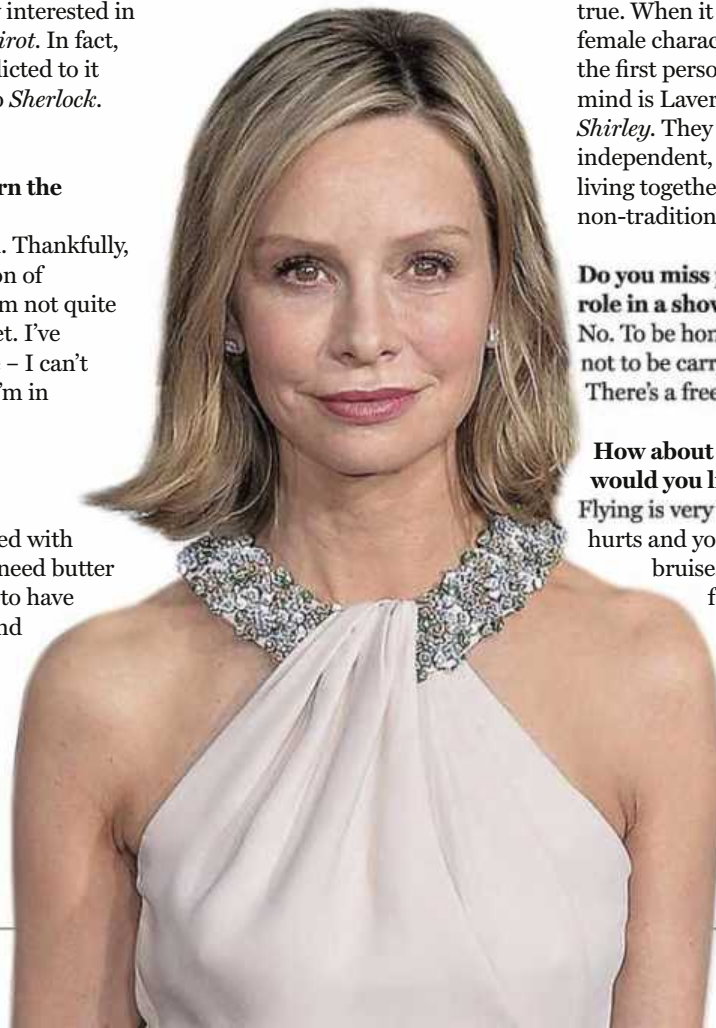 interested in
irot. In fact,
licted to it
Sherlock.
rn the
. Thankfully,
on of
m not quite
et. I've
– I can't
'm in
ed with
need butter
to have
nd
true. When it
female charac
the first perso
mind is Laver
Shirley. They
independent,
living togethe
non-tradition
Do you miss
role in a show
No. To be hon
not to be carr
There's a free
How about
would you li
Flying is very
hurts and yo
bruise
f